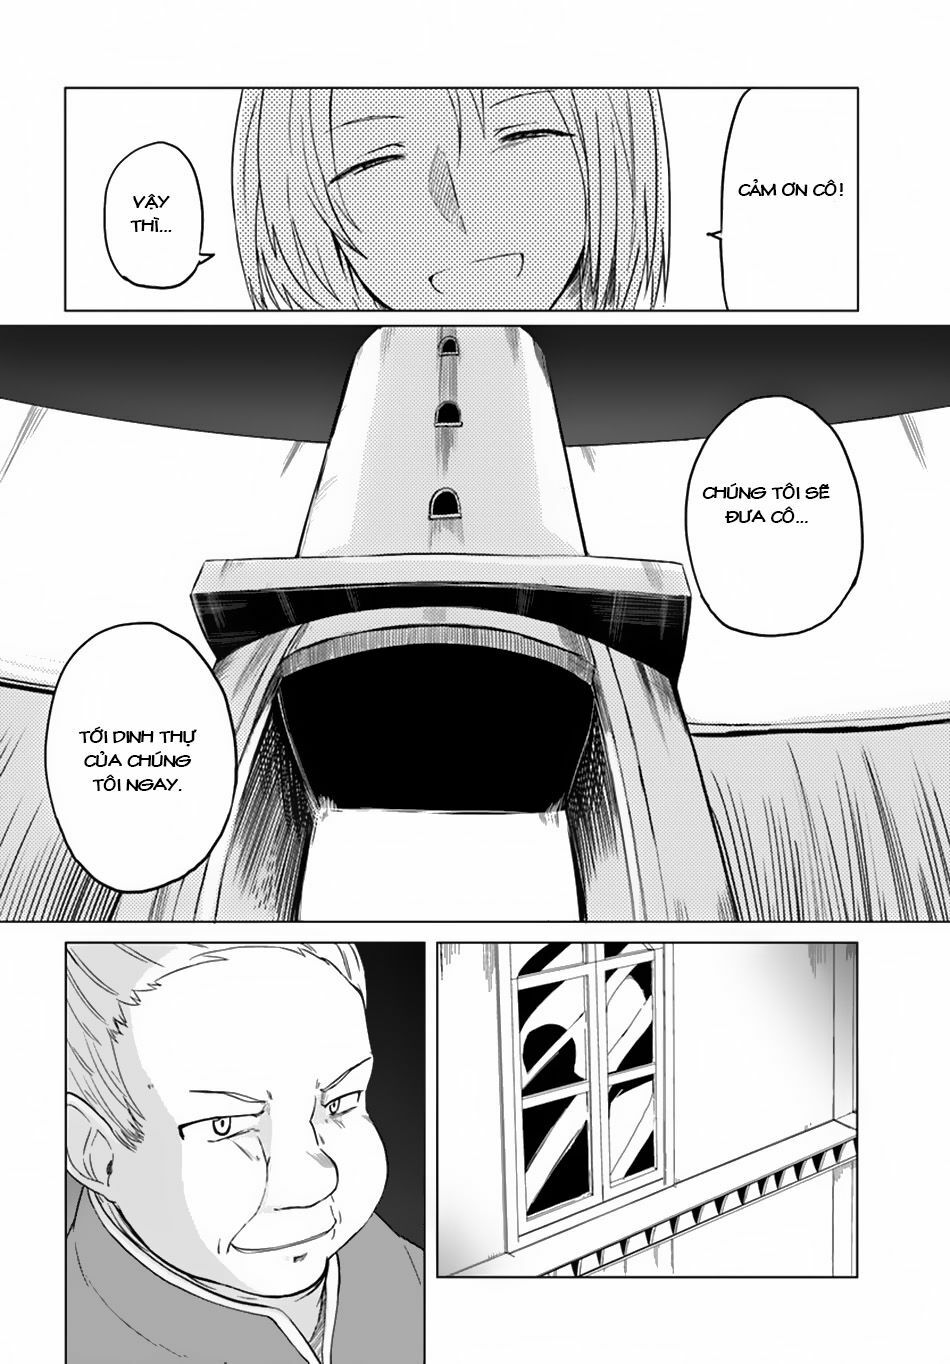 CẢM ƠN CÔ!
VẬY
THÌ...
CHÚNG TÔI SẼ
ĐƯA CÔ...
TỚI DINH THỰ
CỦA CHÚNG
TÔI NGAY.